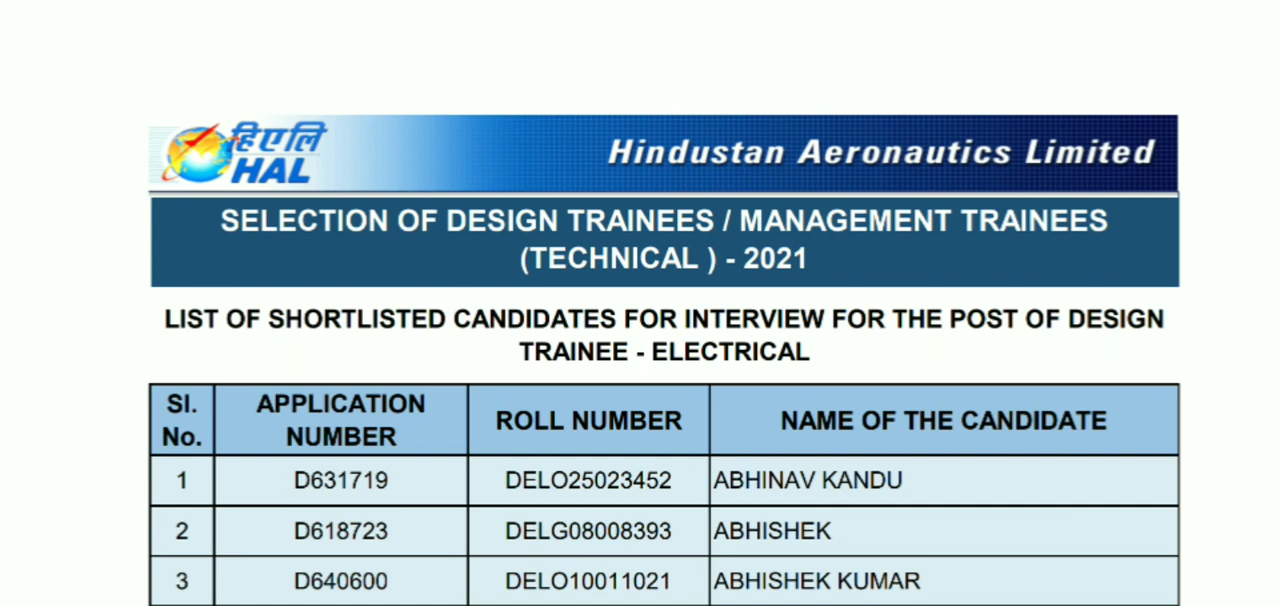 हिएलि
HAL
Hindustan Aeronautics Limited
SELECTION OF DESIGN TRAINEES / MANAGEMENT TRAINEES
(TECHNICAL ) - 2021
LIST OF SHORTLISTED CANDIDATES FOR INTERVIEW FOR THE POST OF DESIGN
TRAINEE - ELECTRICAL
Sl. No. APPLICATION NUMBER ROLL NUMBER NAME OF THE CANDIDATE
1 D631719 DELO25023452 ABHINAV KANDU
2 D618723 DELG08008393 ABHISHEK
3 D640600 DELO10011021 ABHISHEK KUMAR